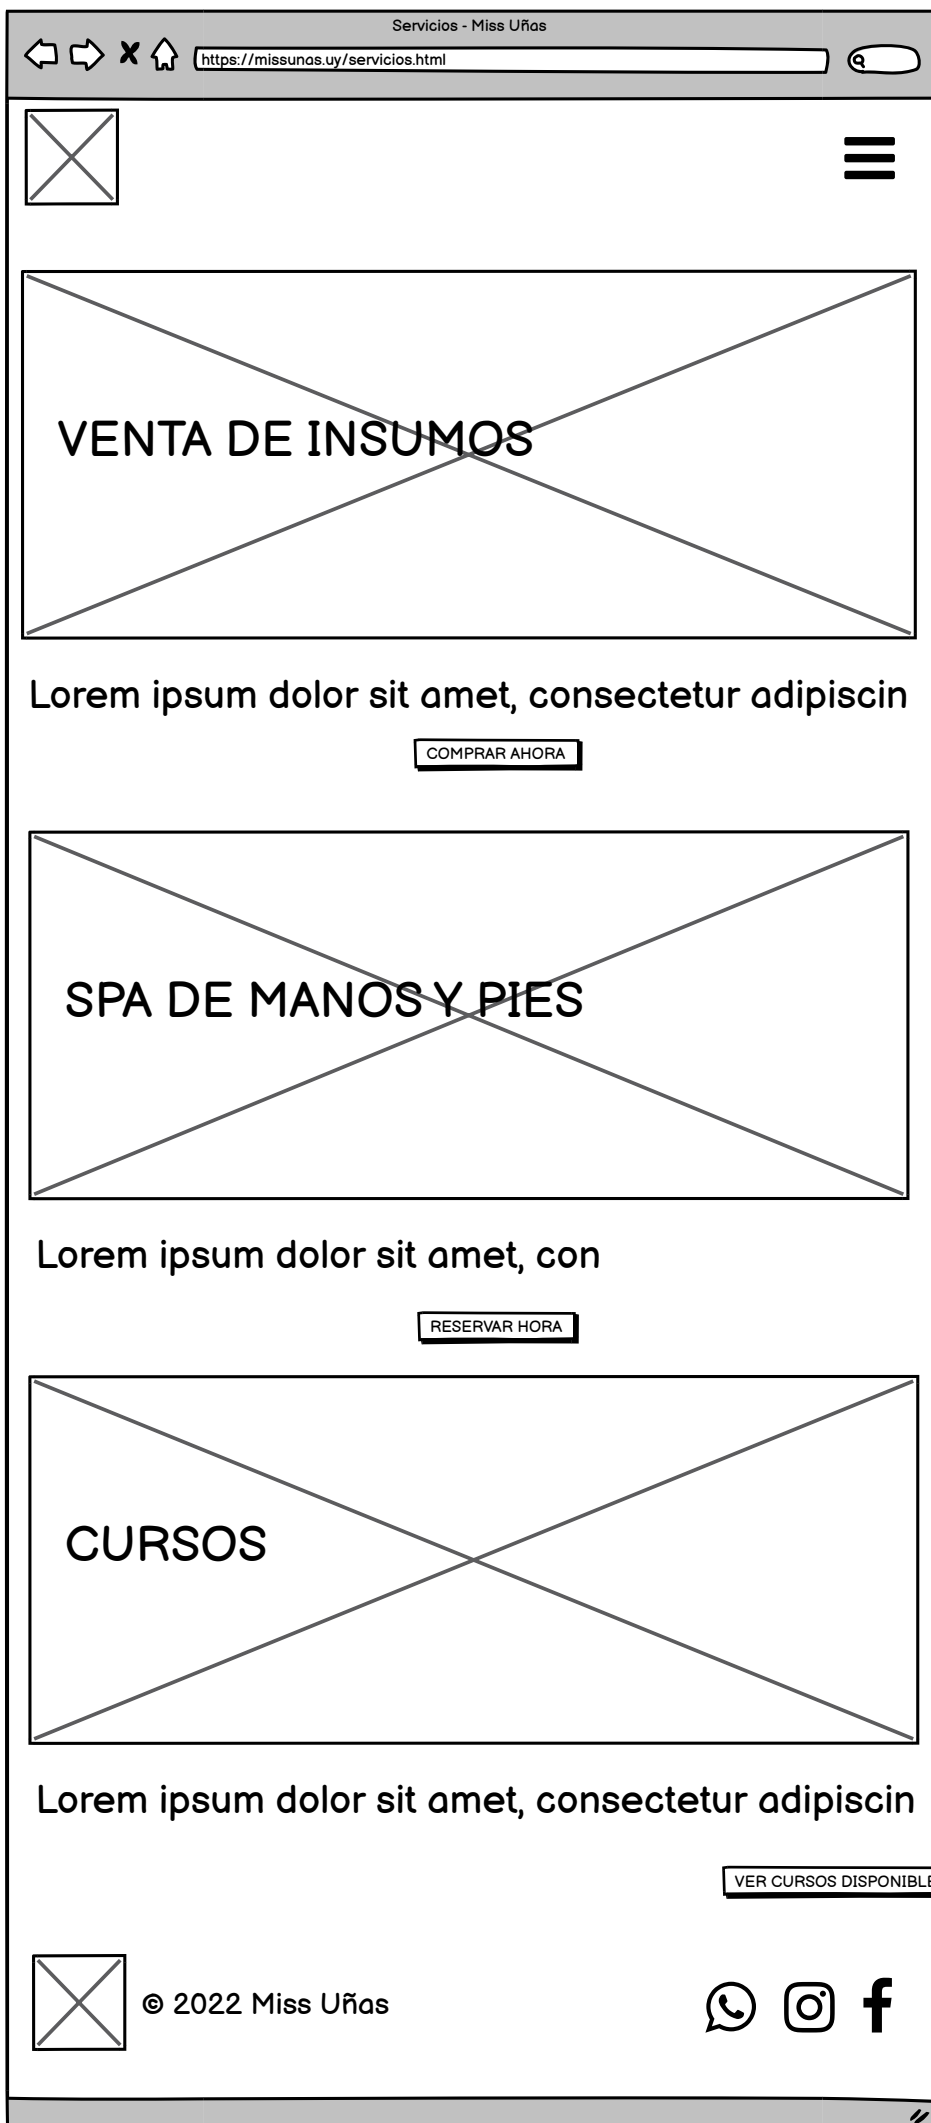 Servicios - Miss Uñas
https://missunas.uy/servicios.html
VENTA DE INSUMOS
Lorem ipsum dolor sit amet, consectetur adipiscin
COMPRAR AHORA
SPA DE MANOS Y PIES
Lorem ipsum dolor sit amet, con
RESERVAR HORA
CURSOS
Lorem ipsum dolor sit amet, consectetur adipiscin
VER CURSOS DISPONIBLE
© 2022 Miss Uñas